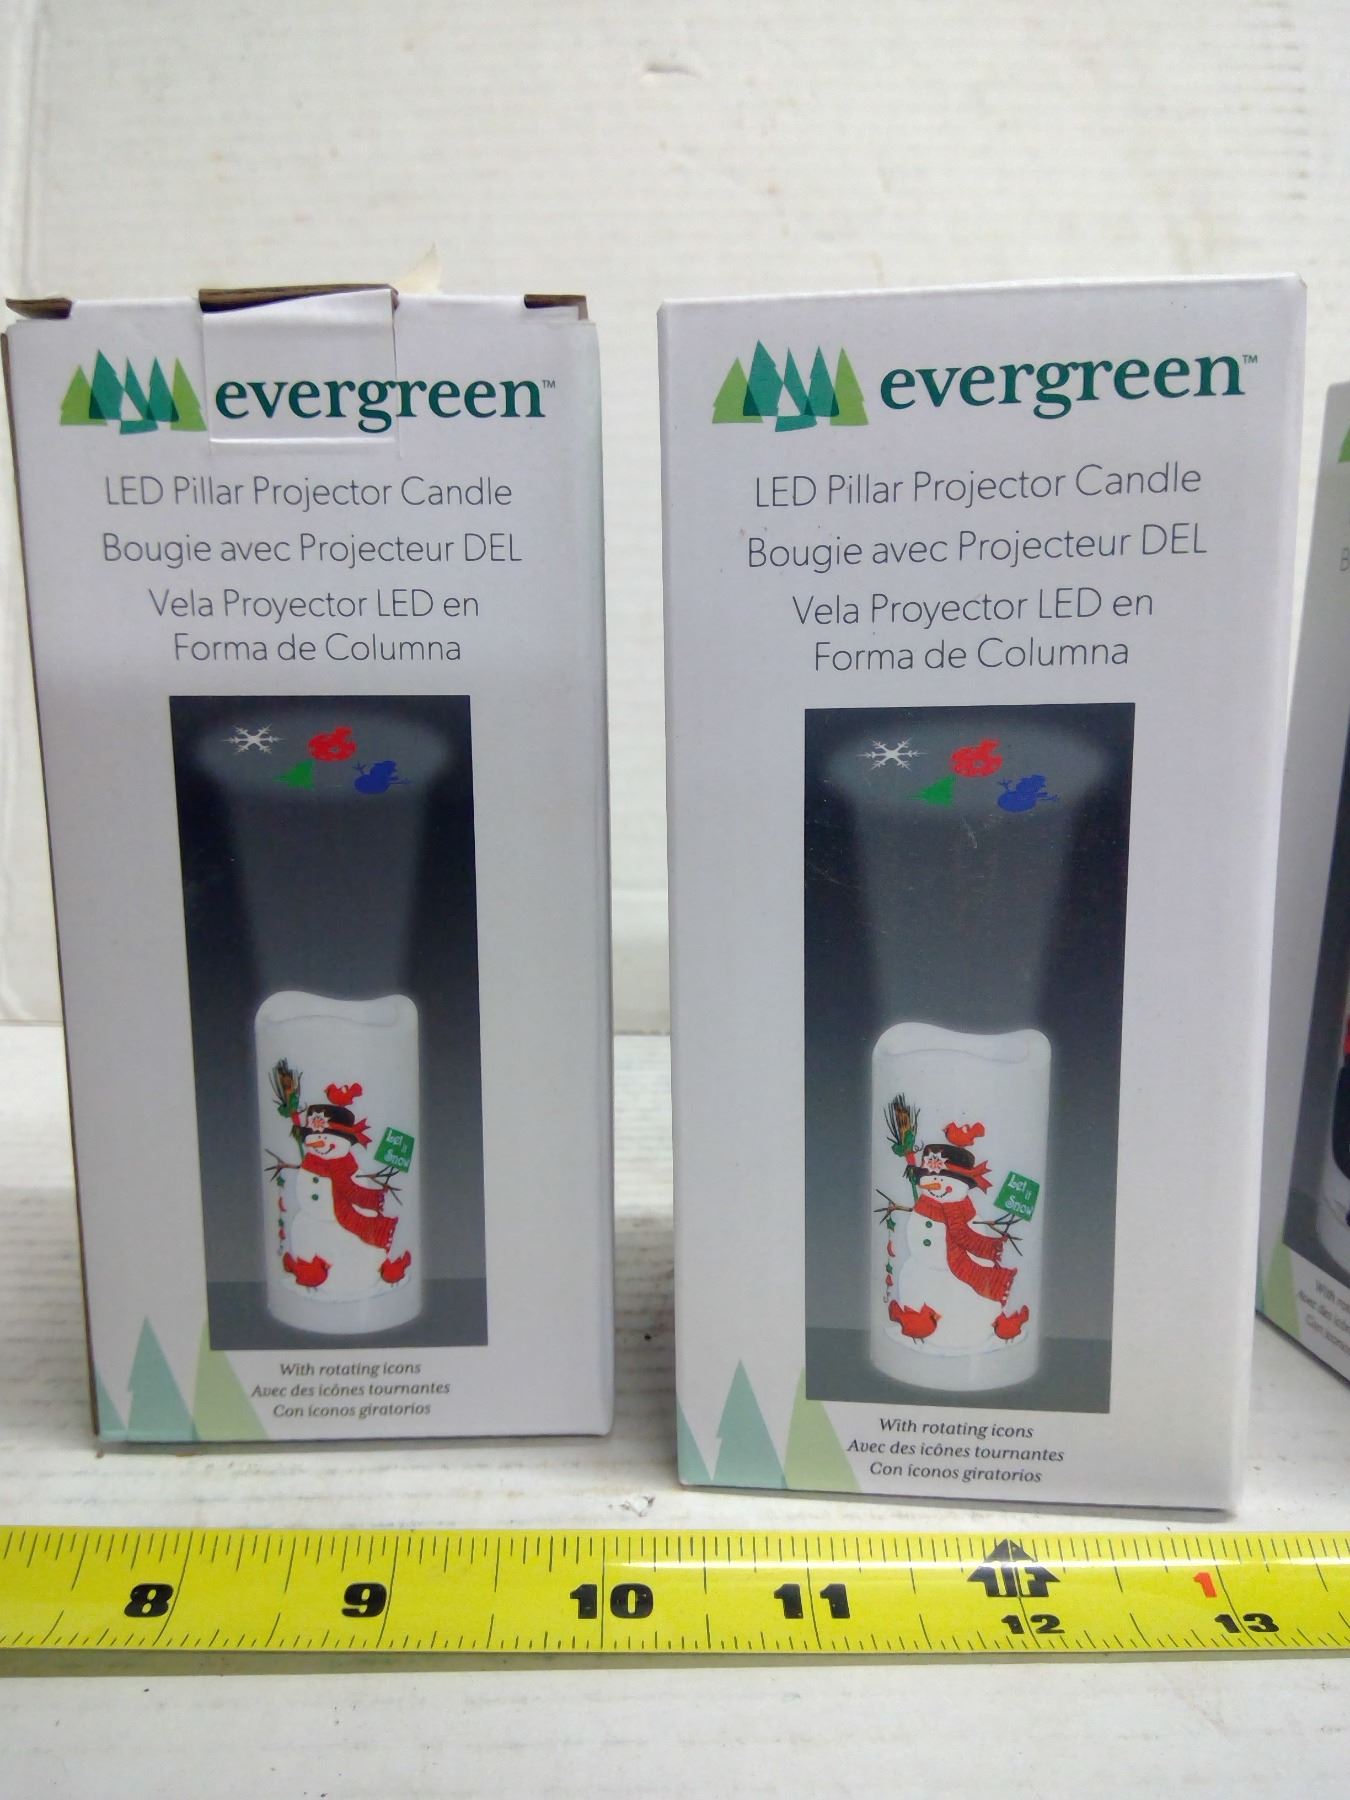 evergreen™
LED Pillar Projector Candle
Bougie avec Projecteur DEL
Vela Proyector LED en
Forma de Columna
Let
it
Snow
With rotating icons
Avec des icônes tournantes
Con íconos giratorios
evergreen™
LED Pillar Projector Candle
Bougie avec Projecteur DEL
Vela Proyector LED en
Forma de Columna
Let
it
Snow
With rotating icons
Avec des icônes tournantes
Con íconos giratorios
8 9 10 11 1F 12 1 13